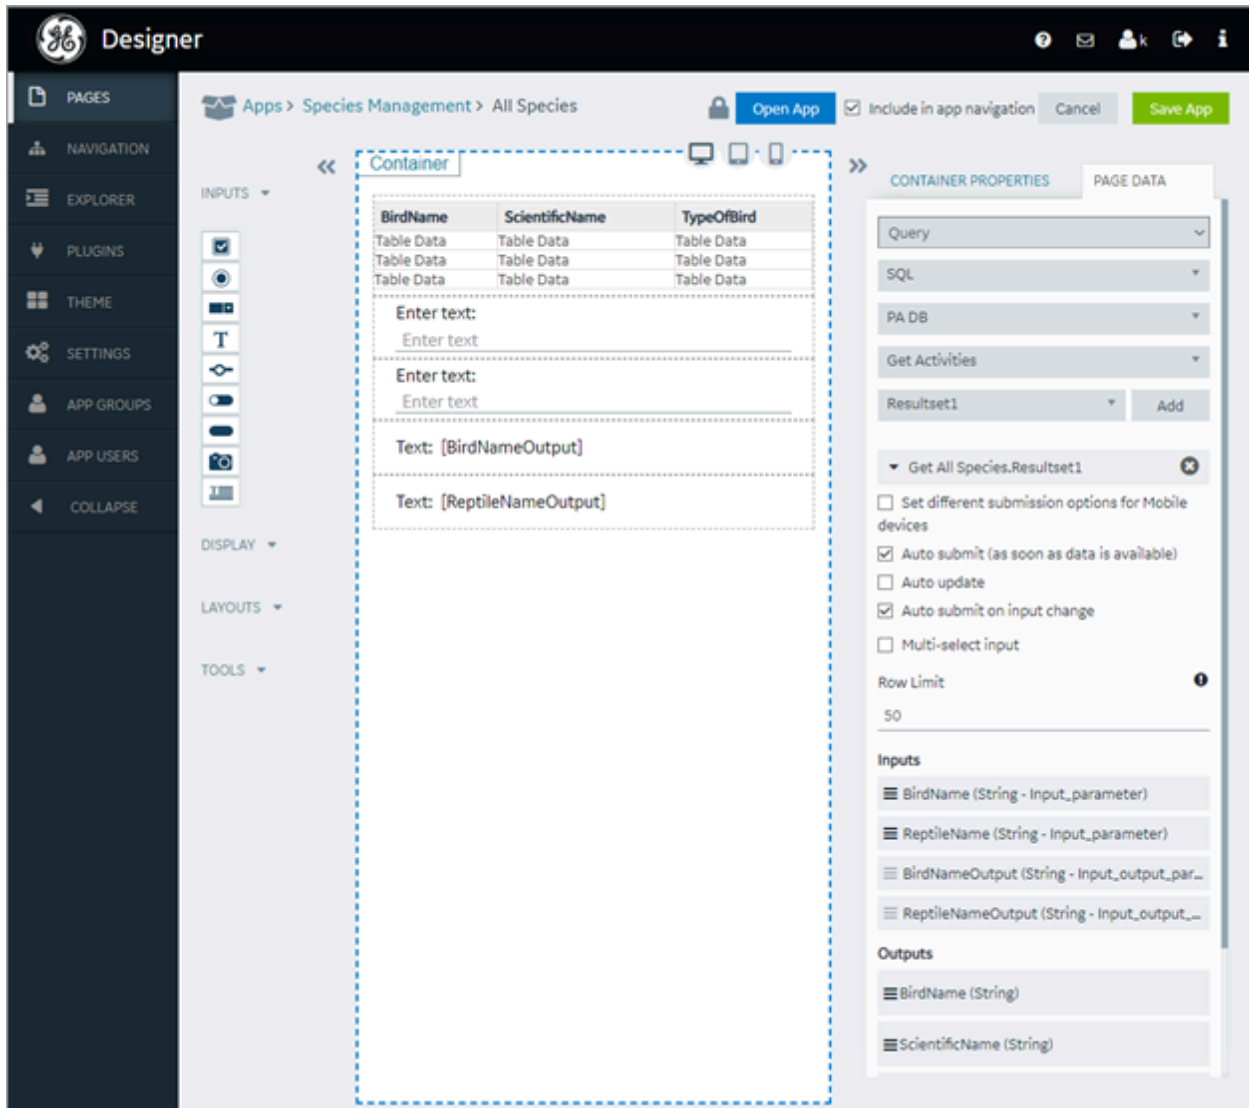 Designer
k
PAGES
NAVIGATION
EXPLORER
PLUGINS
THEME
SETTINGS
APP GROUPS
APP USERS
COLLAPSE
Apps > Species Management > All Species
Open App
Include in app navigation
Cancel
Save App
INPUTS
DISPLAY
LAYOUTS
TOOLS
Container
BirdName ScientificName TypeOfBird
Table Data Table Data Table Data
Table Data Table Data Table Data
Table Data Table Data Table Data
Enter text:
Enter text
Enter text:
Enter text
Text: [BirdNameOutput]
Text: [ReptileNameOutput]
CONTAINER PROPERTIES
PAGE DATA
Query
SQL
PA DB
Get Activities
Resultset1
Add
Get All Species.Resultset1
Set different submission options for Mobile
devices
Auto submit (as soon as data is available)
Auto update
Auto submit on input change
Multi-select input
Row Limit
50
Inputs
BirdName (String - Input_parameter)
ReptileName (String - Input_parameter)
BirdNameOutput (String - Input_output_par...
ReptileNameOutput (String - Input_output_...
Outputs
BirdName (String)
ScientificName (String)